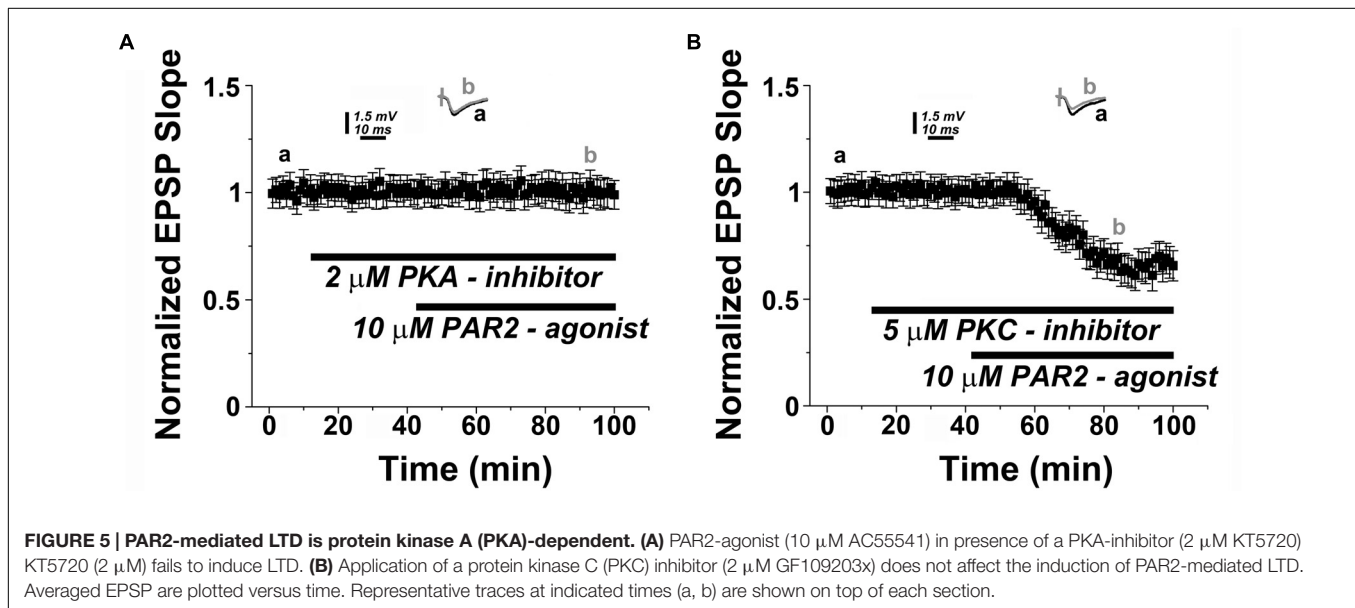 A
Normalized EPSP Slope
1.5
1
0.5
0
a
1.5 mV
10 ms
b
a
b
2 μM PKA - inhibitor
10 μM PAR2 - agonist
0 20 40 60 80 100
Time (min)
B
Normalized EPSP Slope
1.5
1
0.5
0
a
1.5 mV
10 ms
b
a
b
5 μM PKC - inhibitor
10 μM PAR2 - agonist
0 20 40 60 80 100
Time (min)
FIGURE 5 | PAR2-mediated LTD is protein kinase A (PKA)-dependent. (A) PAR2-agonist (10 μM AC55541) in presence of a PKA-inhibitor (2 μM KT5720)
KT5720 (2 μM) fails to induce LTD. (B) Application of a protein kinase C (PKC) inhibitor (2 μM GF109203x) does not affect the induction of PAR2-mediated LTD.
Averaged EPSP are plotted versus time. Representative traces at indicated times (a, b) are shown on top of each section.